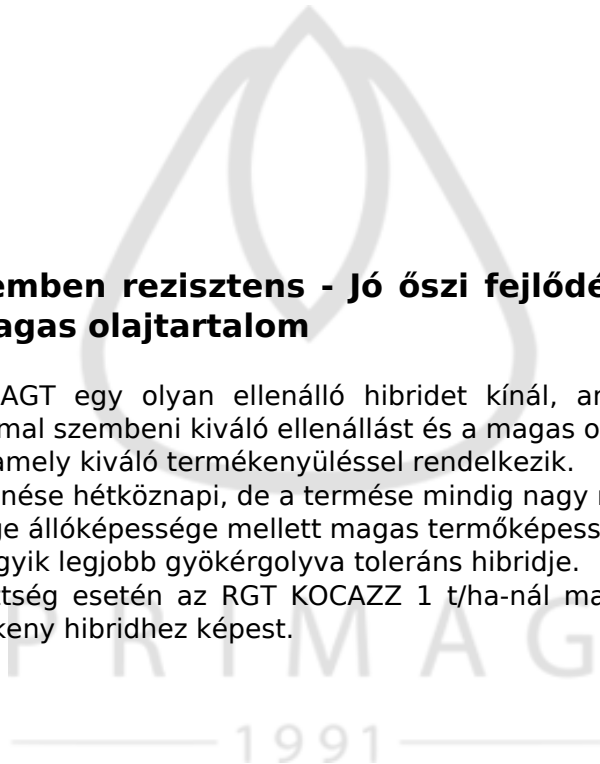 emben rezisztens - Jó őszi fejlődé
agas olajtartalom
AGT egy olyan ellenálló hibridet kínál, an
mal szembeni kiváló ellenállást és a magas o
amely kiváló termékenyüléssel rendelkezik.
nése hétköznapi, de a termése mindig nagy
ge állóképessége mellett magas termőképess
gyik legjobb gyökérgolyva toleráns hibridje.
ttség esetén az RGT KOCAZZ 1 t/ha-nál ma
keny hibridhez képest.
PRIMAG
1991